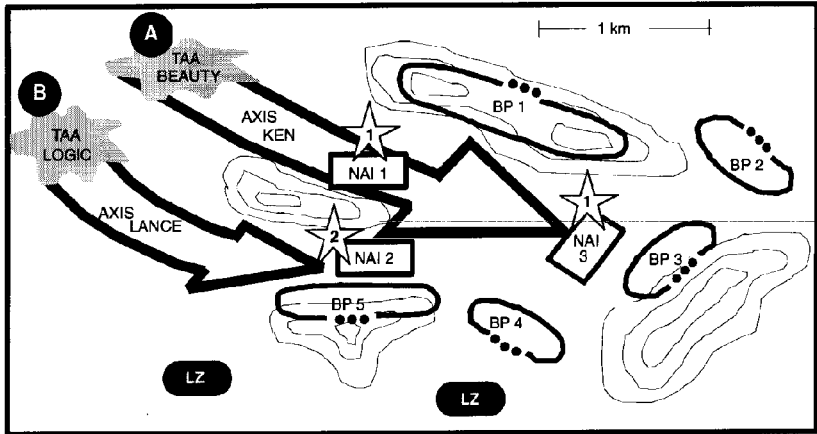 A
1 km
TAA
BEAUTY
B
BP 1
AXIS
KEN
1
TAA
LOGIC
BP 2
NAI 1
1
AXIS
LANCE
2
NAI
3
NAI 2
BP 3
BP 5
BP 4
LZ
LZ